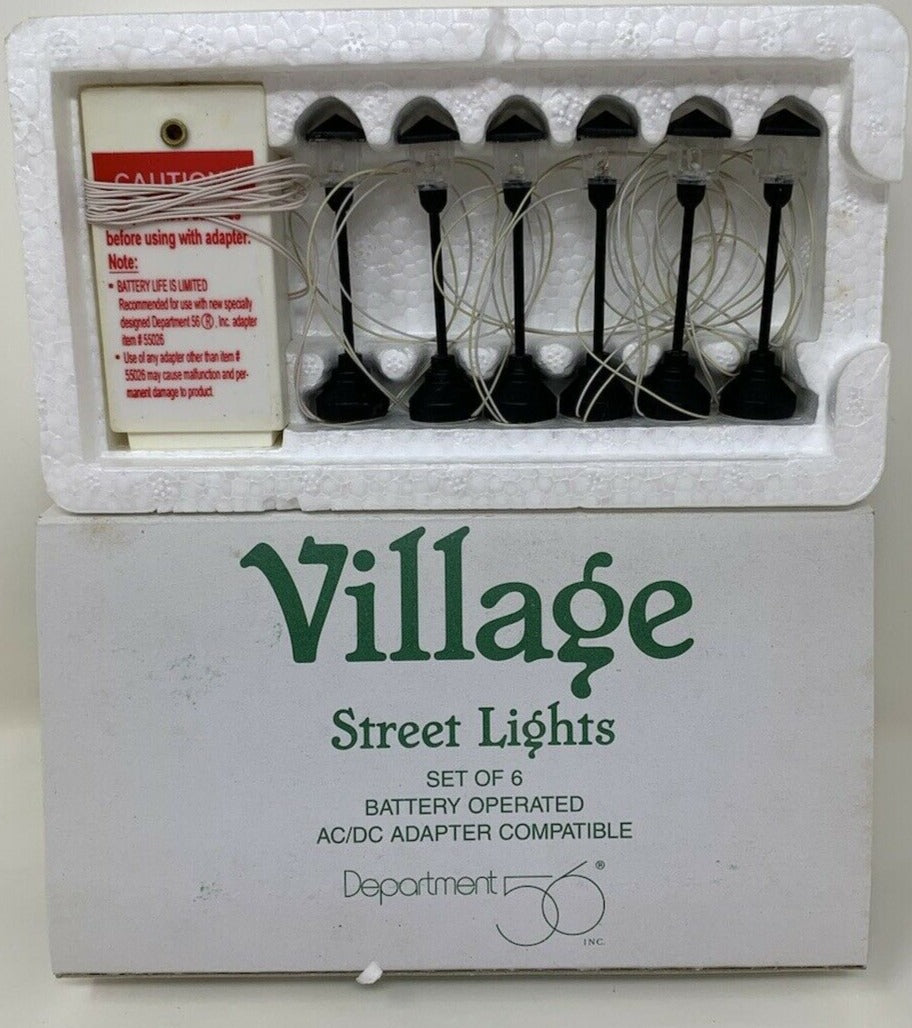 CAUTION
before using with adapter.
Note:
• BATTERY LIFE IS LIMITED
Recommended for use with new specially
designed Department 56 ®, Inc. adapter
item # 55026
• Use of any adapter other than item #
55026 may cause malfunction and per-
manent damage to product
Village
Street Lights
SET OF 6
BATTERY OPERATED
AC/DC ADAPTER COMPATIBLE
Department 56®
INC.